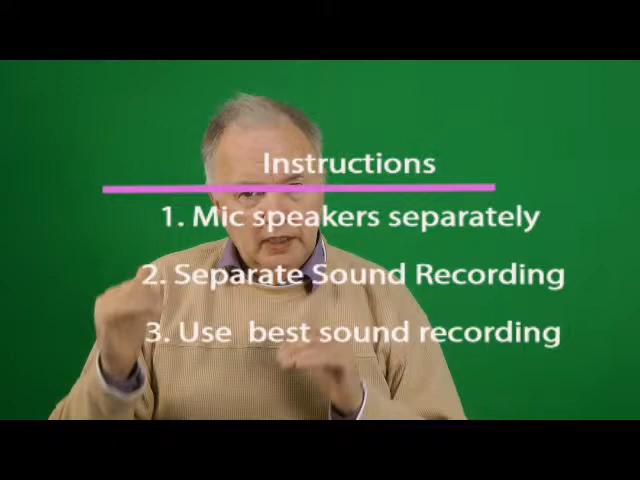 Instructions
1. Mic speakers separately
2. Separate Sound Recording
3. Use best sound recording